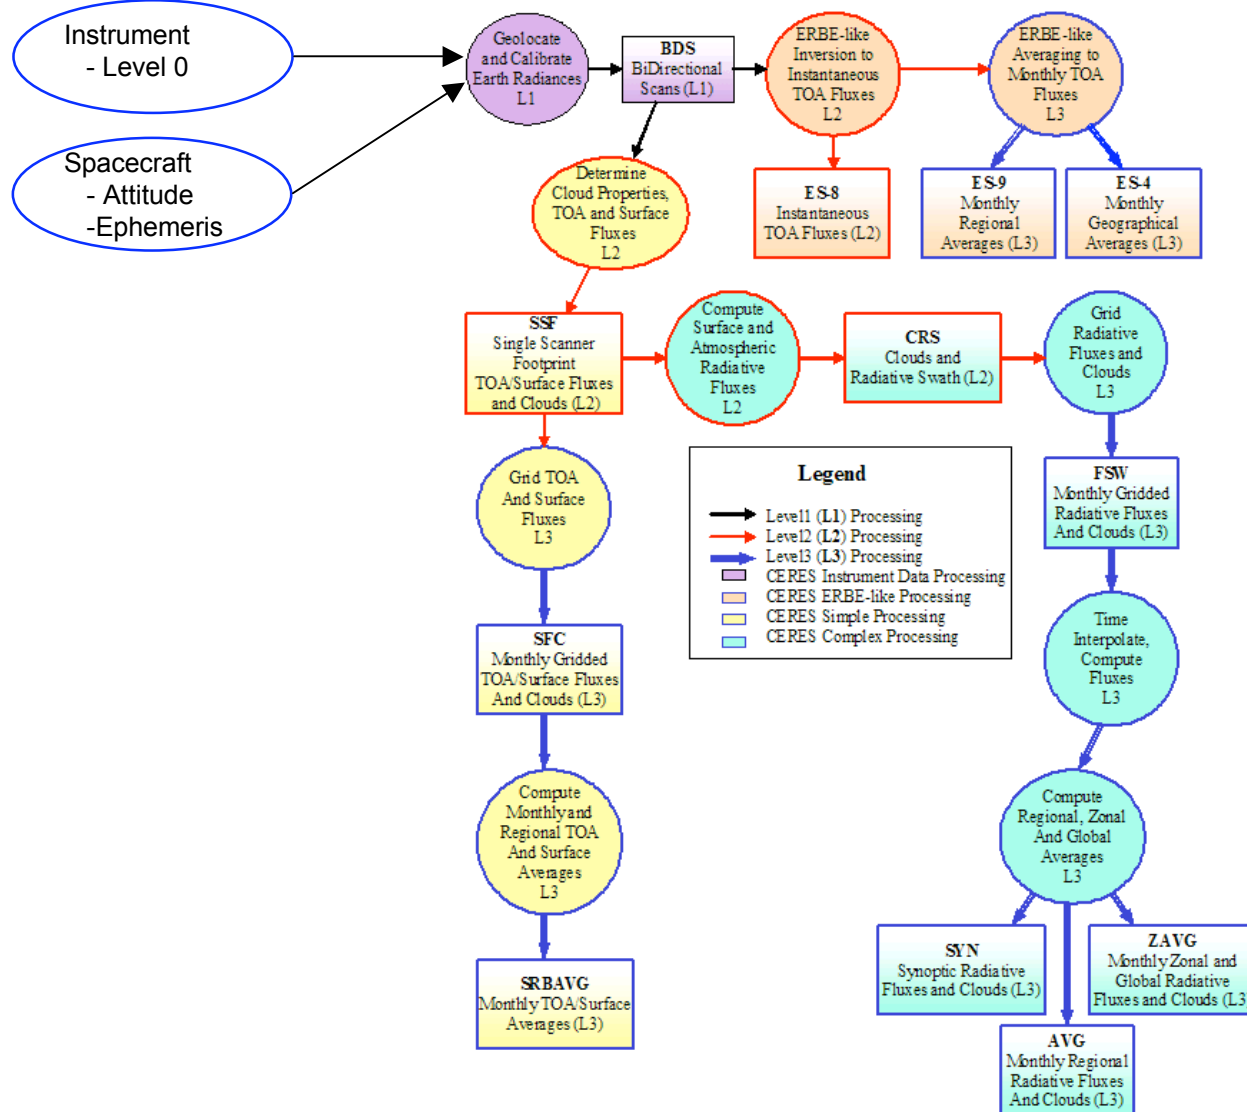 Instrument
- Level 0
Spacecraft
- Attitude
-Ephemeris
Geolocate
and Calibrate
Earth Radiances
L1
BDS
BiDirectional
Scans (L1)
ERBE-like
Inversion to
Instantaneous
TOA Fluxes
L2
ERBE-like
Averaging to
Monthly TOA
Fluxes
L3
Determine
Cloud Properties,
TOA and Surface
Fluxes
L2
ES-8
Instantaneous
TOA Fluxes (L2)
ES-9
Monthly
Regional
Averages (L3)
ES-4
Monthly
Geographical
Averages (L3)
SSF
Single Scanner
Footprint
TOA/Surface Fluxes
and Clouds (L2)
Compute
Surface and
Atmospheric
Radiative
Fluxes
L2
CRS
Clouds and
Radiative Swath (L2)
Grid
Radiative
Fluxes and
Clouds
L3
Grid TOA
And Surface
Fluxes
L3
Legend
Level1 (L1) Processing
Level2 (L2) Processing
Level3 (L3) Processing
CERES Instrument Data Processing
CERES ERBE-like Processing
CERES Simple Processing
CERES Complex Processing
FSW
Monthly Gridded
Radiative Fluxes
And Clouds (L3)
SFC
Monthly Gridded
TOA/Surface Fluxes
And Clouds (L3)
Time
Interpolate,
Compute
Fluxes
L3
Compute
Monthly and
Regional TOA
And Surface
Averages
L3
Compute
Regional, Zonal
And Global
Averages
L3
SRBAVG
Monthly TOA/Surface
Averages (L3)
SYN
Synoptic Radiative
Fluxes and Clouds (L3)
ZAVG
Monthly Zonal and
Global Radiative
Fluxes and Clouds (L3)
AVG
Monthly Regional
Radiative Fluxes
And Clouds (L3)